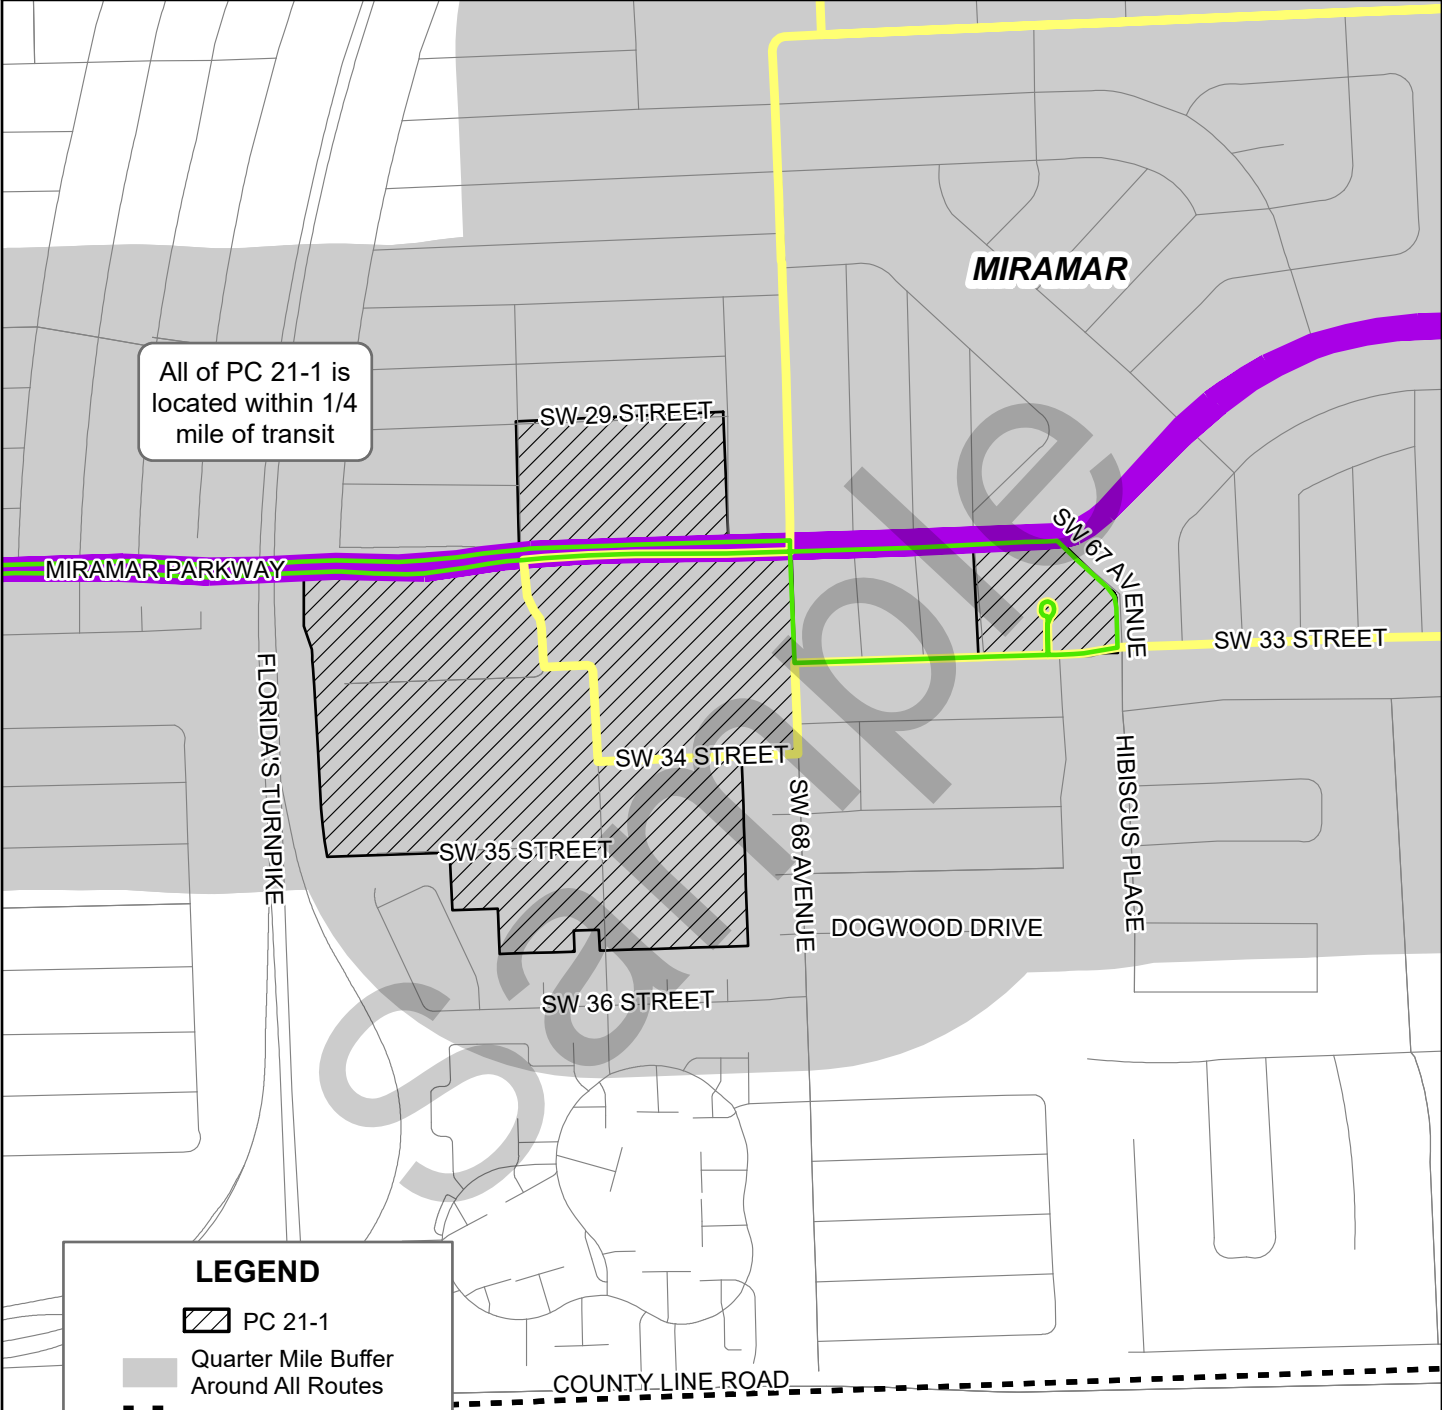 MIRAMAR
All of PC 21-1 is
located within 1/4
mile of transit
SW 29 STREET
SW 67 AVENUE
MIRAMAR PARKWAY
SW 33 STREET
FLORIDA'S TURNPIKE
SW 34 STREET
HIBISCUS PLACE
SW 68 AVENUE
SW 35 STREET
DOGWOOD DRIVE
SW 36 STREET
Sample
LEGEND
PC 21-1
Quarter Mile Buffer
Around All Routes
COUNTY LINE ROAD